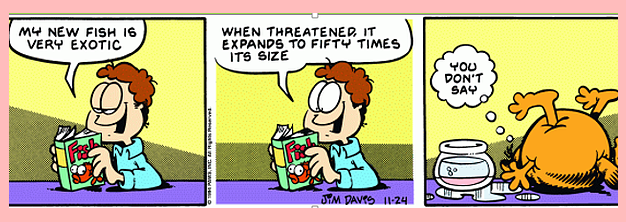 MY NEW FISH IS
VERY EXOTIC
WHEN THREATENED, IT
EXPANDS TO FIFTY TIMES
ITS SIZE
YOU
DON'T
SAY
Fish
Fish
JIM DAVIS 11-24